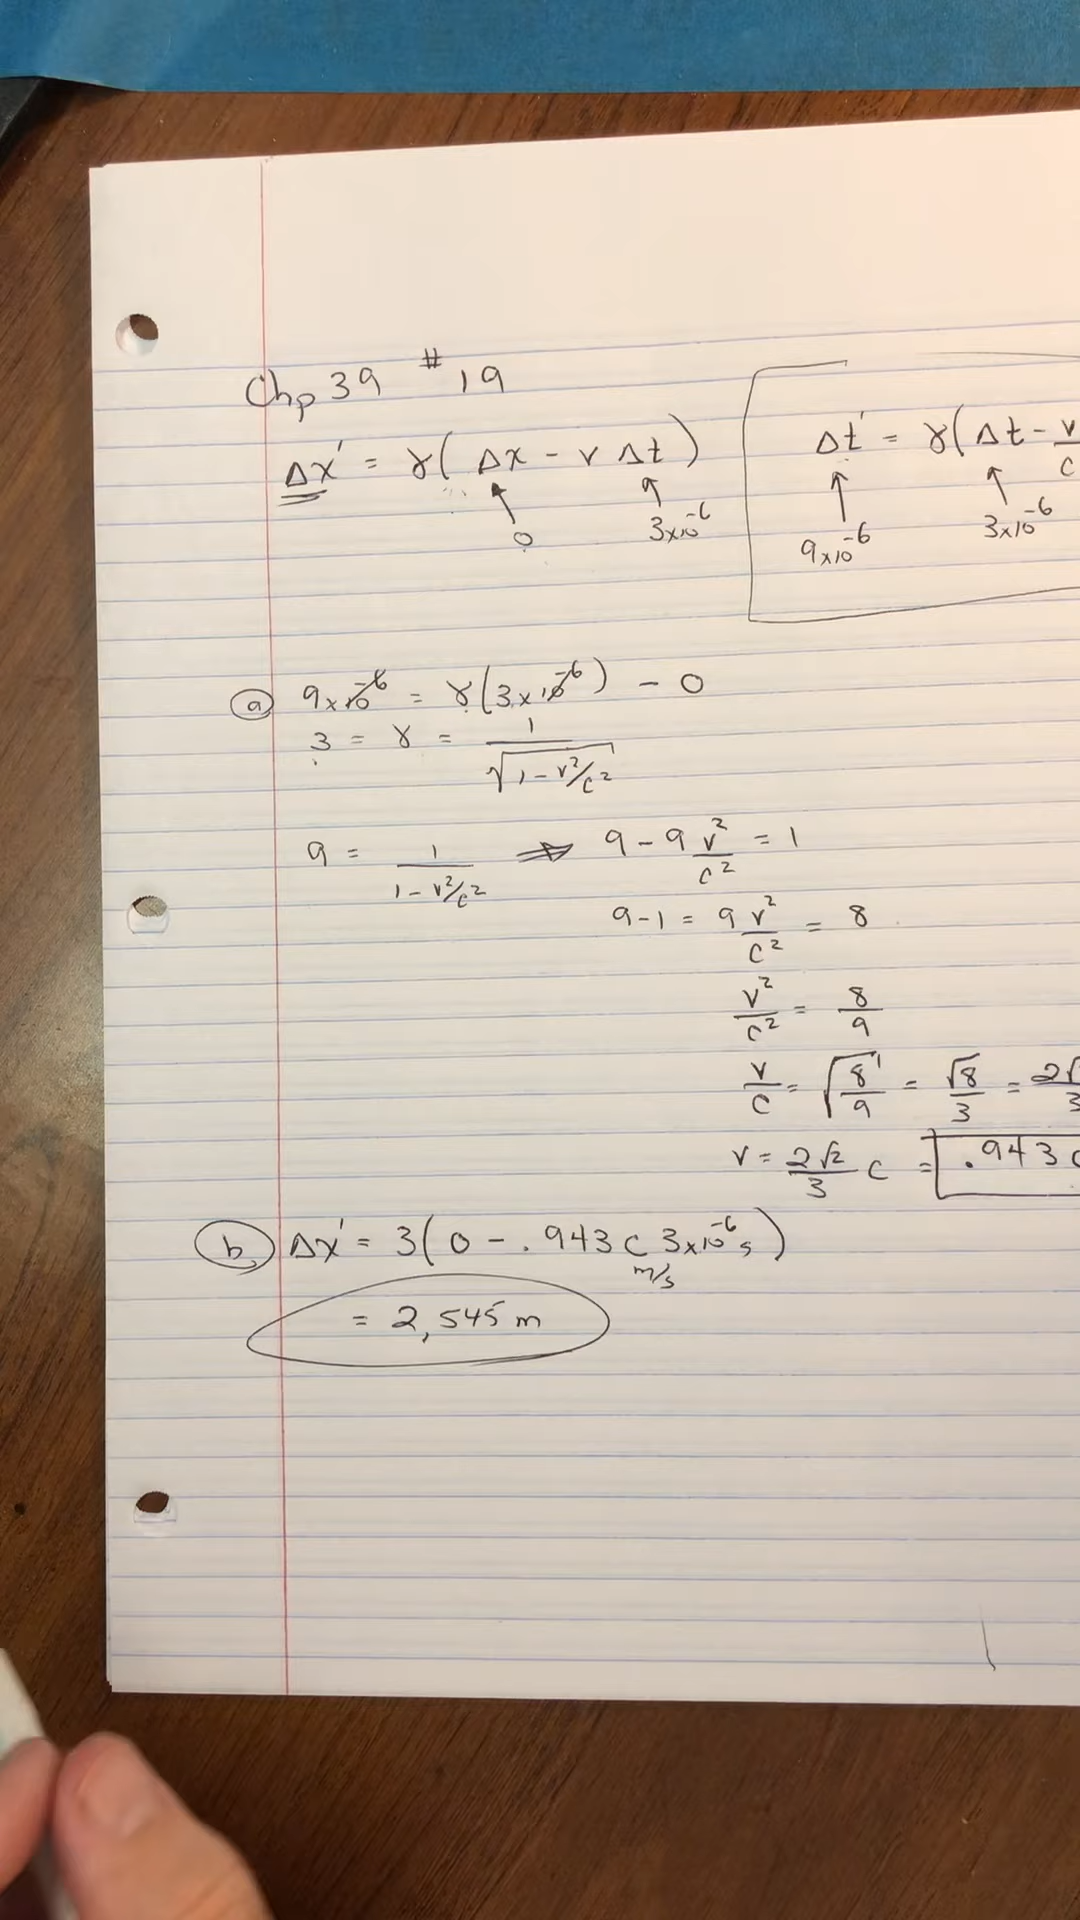 Chp 39 #19
Δx' = γ( Δx - v Δt )
0
3x10⁻⁶
Δt' = γ(Δt - v/c
9x10⁻⁶
3x10⁻⁶
ⓐ 9x10⁻⁶ = γ(3x10⁻⁶) - 0
3 = γ = 1/√(1-v²/c²)
9 = 1/(1-v²/c²) ⇒ 9 - 9 v²/c² = 1
9-1 = 9 v²/c² = 8
v²/c² = 8/9
v/c = √(8/9) = √8/3 = 2√/3
v = 2√2/3 c = .943 c
ⓑ Δx' = 3( 0 - .943 c 3x10⁻⁶ s )
m/s
= 2,545 m